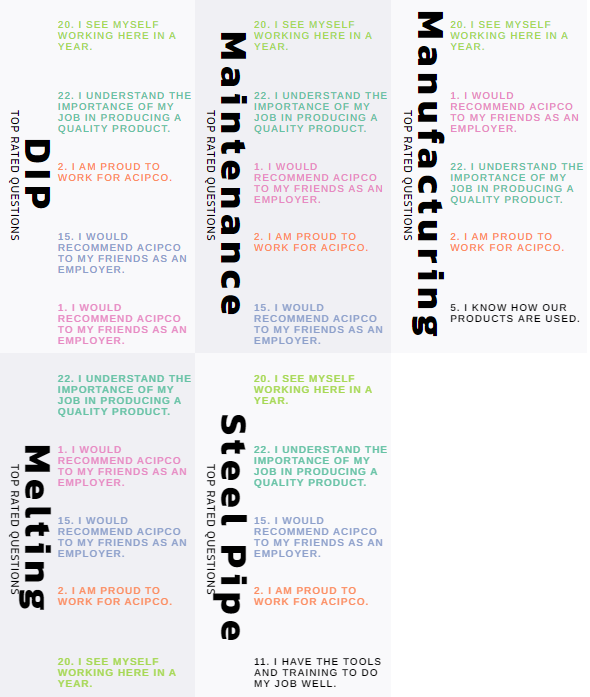 DIP
TOP RATED QUESTIONS
20. I SEE MYSELF
WORKING HERE IN A
YEAR.
22. I UNDERSTAND THE
IMPORTANCE OF MY
JOB IN PRODUCING A
QUALITY PRODUCT.
2. I AM PROUD TO
WORK FOR ACIPCO.
15. I WOULD
RECOMMEND ACIPCO
TO MY FRIENDS AS AN
EMPLOYER.
1. I WOULD
RECOMMEND ACIPCO
TO MY FRIENDS AS AN
EMPLOYER.
Maintenance
TOP RATED QUESTIONS
20. I SEE MYSELF
WORKING HERE IN A
YEAR.
22. I UNDERSTAND THE
IMPORTANCE OF MY
JOB IN PRODUCING A
QUALITY PRODUCT.
1. I WOULD
RECOMMEND ACIPCO
TO MY FRIENDS AS AN
EMPLOYER.
2. I AM PROUD TO
WORK FOR ACIPCO.
15. I WOULD
RECOMMEND ACIPCO
TO MY FRIENDS AS AN
EMPLOYER.
Manufacturing
TOP RATED QUESTIONS
20. I SEE MYSELF
WORKING HERE IN A
YEAR.
1. I WOULD
RECOMMEND ACIPCO
TO MY FRIENDS AS AN
EMPLOYER.
22. I UNDERSTAND THE
IMPORTANCE OF MY
JOB IN PRODUCING A
QUALITY PRODUCT.
2. I AM PROUD TO
WORK FOR ACIPCO.
5. I KNOW HOW OUR
PRODUCTS ARE USED.
Melting
TOP RATED QUESTIONS
22. I UNDERSTAND THE
IMPORTANCE OF MY
JOB IN PRODUCING A
QUALITY PRODUCT.
1. I WOULD
RECOMMEND ACIPCO
TO MY FRIENDS AS AN
EMPLOYER.
15. I WOULD
RECOMMEND ACIPCO
TO MY FRIENDS AS AN
EMPLOYER.
2. I AM PROUD TO
WORK FOR ACIPCO.
20. I SEE MYSELF
WORKING HERE IN A
YEAR.
Steel Pipe
TOP RATED QUESTIONS
20. I SEE MYSELF
WORKING HERE IN A
YEAR.
22. I UNDERSTAND THE
IMPORTANCE OF MY
JOB IN PRODUCING A
QUALITY PRODUCT.
15. I WOULD
RECOMMEND ACIPCO
TO MY FRIENDS AS AN
EMPLOYER.
2. I AM PROUD TO
WORK FOR ACIPCO.
11. I HAVE THE TOOLS
AND TRAINING TO DO
MY JOB WELL.